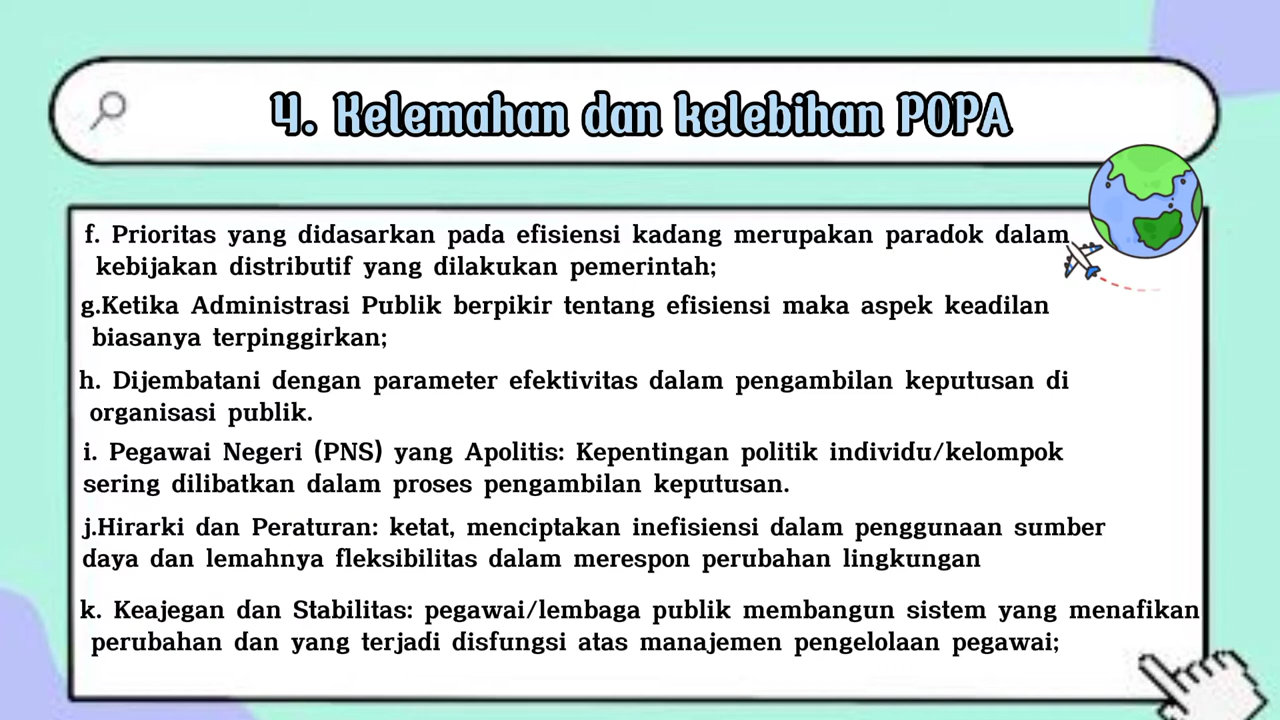 4. Kelemahan dan kelebihan POPA
f. Prioritas yang didasarkan pada efisiensi kadang merupakan paradok dalam
kebijakan distributif yang dilakukan pemerintah;
g.Ketika Administrasi Publik berpikir tentang efisiensi maka aspek keadilan
biasanya terpinggirkan;
h. Dijembatani dengan parameter efektivitas dalam pengambilan keputusan di
organisasi publik.
i. Pegawai Negeri (PNS) yang Apolitis: Kepentingan politik individu/kelompok
sering dilibatkan dalam proses pengambilan keputusan.
j.Hirarki dan Peraturan: ketat, menciptakan inefisiensi dalam penggunaan sumber
daya dan lemahnya fleksibilitas dalam merespon perubahan lingkungan
k. Keajegan dan Stabilitas: pegawai/lembaga publik membangun sistem yang menafikan
perubahan dan yang terjadi disfungsi atas manajemen pengelolaan pegawai;